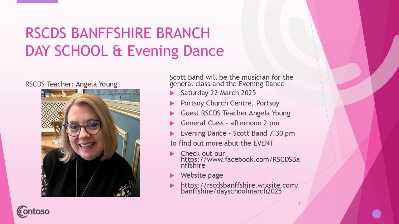 RSCDS BANFFSHIRE BRANCH
DAY SCHOOL & Evening Dance
RSCDS Teacher: Angela Young
Scott Band will be the musician for the
general class and the Evening Dance
Saturday 22 March 2025
Portsoy Church Centre, Portsoy
Guest RSCDS Teacher Angela Young
General Class - afternoon 2 pm
Evening Dance - Scott Band 7.30 pm
To find out more abut the EVENT
Check out our
https://www.facebook.com/RSCDSBa
nffshire
Website page
https://rscdsbanffshire.wixsite.com/
banffshire/dayschoolmarch2025
Contoso